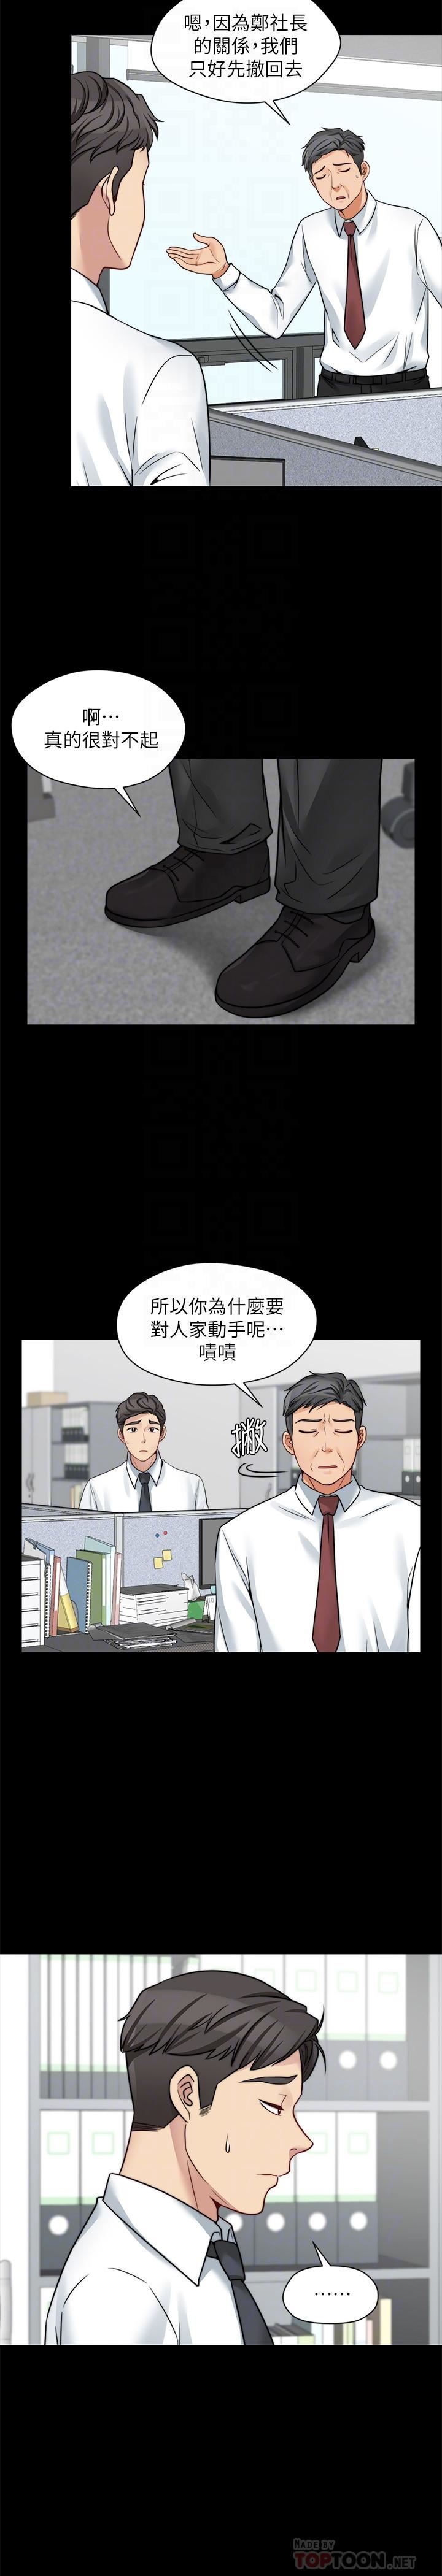 嗯，因為鄭社長
的關係，我們
只好先撤回去
啊…
真的很對不起
所以你為什麼要
對人家動手呢…
嘖嘖
撇
……
MADE BY
TOPTOON.NET